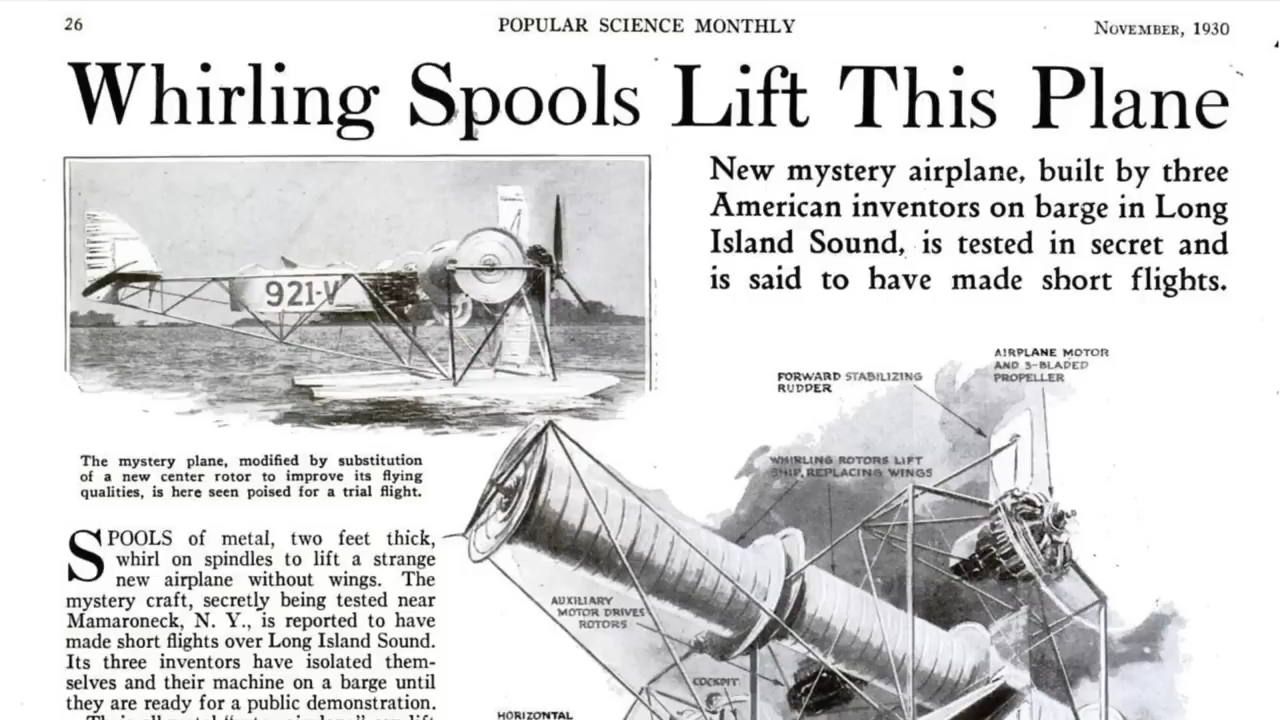 26
POPULAR SCIENCE MONTHLY
NOVEMBER, 1930
Whirling Spools Lift This Plane
New mystery airplane, built by three
American inventors on barge in Long
Island Sound, is tested in secret and
is said to have made short flights.
921-V
The mystery plane, modified by substitution
of a new center rotor to improve its flying
qualities, is here seen poised for a trial flight.
SPOOLS of metal, two feet thick,
whirl on spindles to lift a strange
new airplane without wings. The
mystery craft, secretly being tested near
Mamaroneck, N. Y., is reported to have
made short flights over Long Island Sound.
Its three inventors have isolated them-
selves and their machine on a barge until
they are ready for a public demonstration.
AIRPLANE MOTOR
AND 3-BLADED
PROPELLER
FORWARD STABILIZING
RUDDER
WHIRLING ROTORS LIFT
SHIP, REPLACING WINGS
AUXILIARY
MOTOR DRIVES
ROTORS
COCKPIT
HORIZONTAL